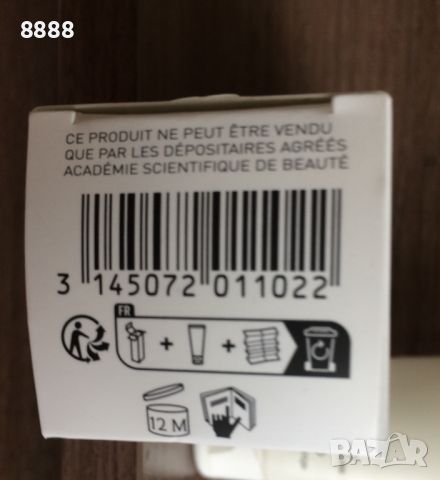 8888
CE PRODUIT NE PEUT ÊTRE VENDU
QUE PAR LES DÉPOSITAIRES AGRÉÉS
ACADÉMIE SCIENTIFIQUE DE BEAUTÉ
3 145072 011022
FR
12 M
BAZAR